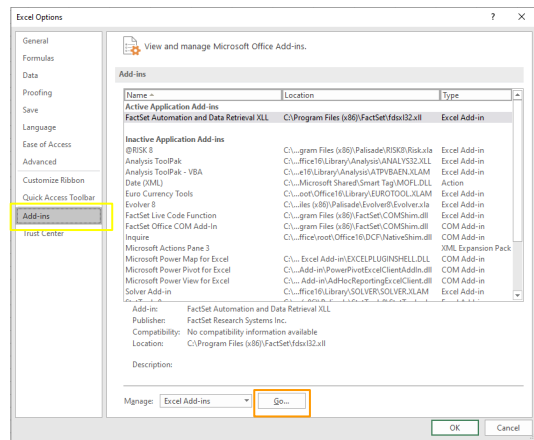 Excel Options
?
×
General
Formulas
Data
Proofing
Save
Language
Ease of Access
Advanced
Customize Ribbon
Quick Access Toolbar
Add-ins
Trust Center
View and manage Microsoft Office Add-ins.
Add-ins
Name Location Type
Active Application Add-ins
FactSet Automation and Data Retrieval XLL C:\Program Files (x86)\FactSet\fdsxl32.xll Excel Add-in
Inactive Application Add-ins
@RISK 8 C:\...gram Files (x86)\Palisade\RISK8\Risk.xla Excel Add-in
Analysis ToolPak C:\...ffice16\Library\Analysis\ANALYS32.XLL Excel Add-in
Analysis ToolPak - VBA C:\...e16\Library\Analysis\ATPVBAEN.XLAM Excel Add-in
Date (XML) C:\...Microsoft Shared\Smart Tag\MOFL.DLL Action
Euro Currency Tools C:\...oot\Office16\Library\EUROTOOL.XLAM Excel Add-in
Evolver 8 C:\...iles (x86)\Palisade\Evolver8\Evolver.xla Excel Add-in
FactSet Live Code Function C:\...gram Files (x86)\FactSet\COMShim.dll Excel Add-in
FactSet Office COM Add-In C:\...gram Files (x86)\FactSet\COMShim.dll COM Add-in
Inquire C:\...ffice\root\Office16\DCF\NativeShim.dll COM Add-in
Microsoft Actions Pane 3 XML Expansion Pack
Microsoft Power Map for Excel C:\... Excel Add-in\EXCELPLUGINSHELL.DLL COM Add-in
Microsoft Power Pivot for Excel C:\...Add-in\PowerPivotExcelClientAddIn.dll COM Add-in
Microsoft Power View for Excel C:\... Add-in\AdHocReportingExcelClient.dll COM Add-in
Solver Add-in C:\...ffice16\Library\SOLVER\SOLVER.XLAM Excel Add-in
Add-in: FactSet Automation and Data Retrieval XLL
Publisher: FactSet Research Systems Inc.
Compatibility: No compatibility information available
Location: C:\Program Files (x86)\FactSet\fdsxl32.xll
Description:
Manage: Excel Add-ins Go...
OK Cancel